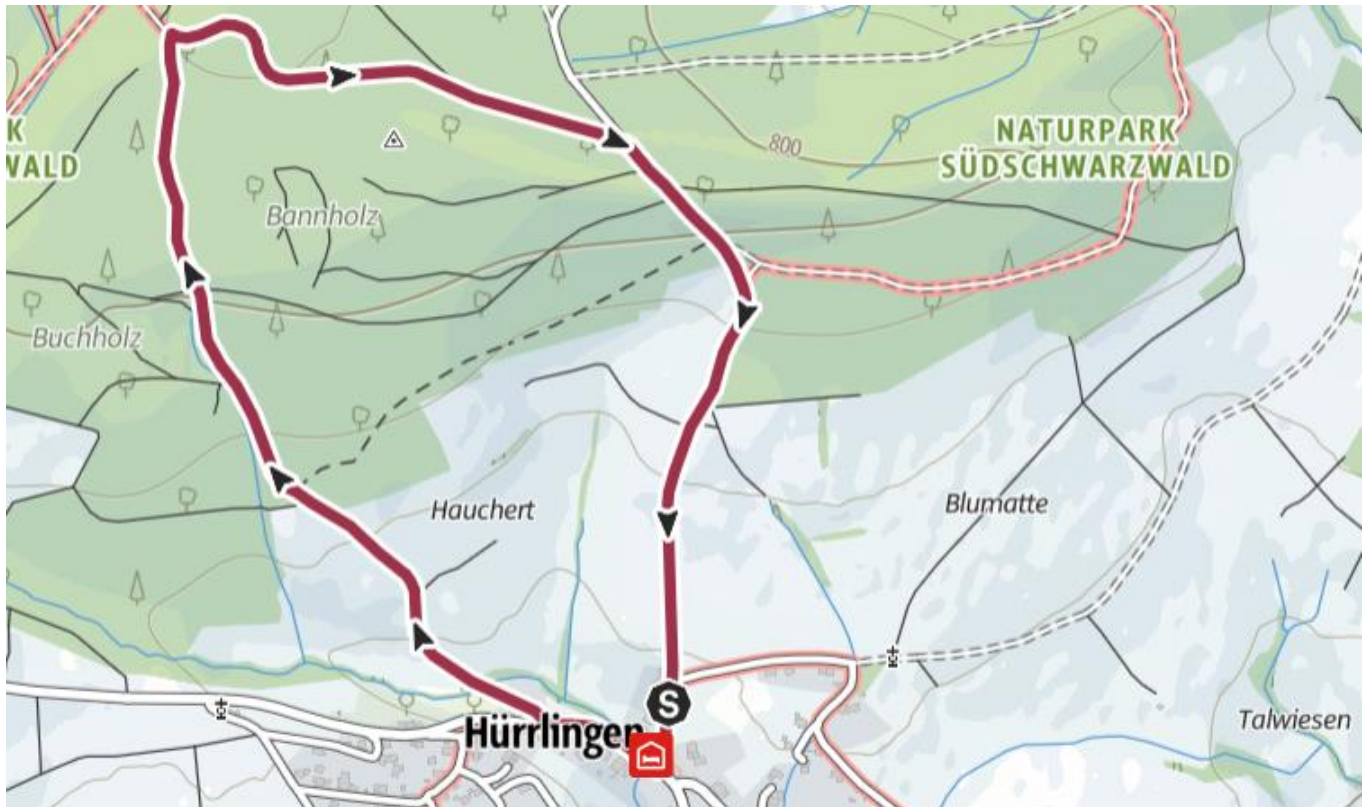 K
WALD
NATURPARK
SÜDSCHWARZWALD
800
Bannholz
Buchholz
Hauchert
Blumatte
S
Hürrlingen
Talwiesen